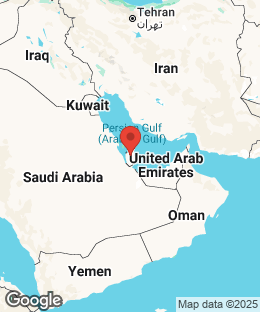 Tehran
تهران
Iraq
Iran
Kuwait
Persian Gulf
(Arabian Gulf)
United Arab
Emirates
Saudi Arabia
Oman
Yemen
Google
Map data ©2025